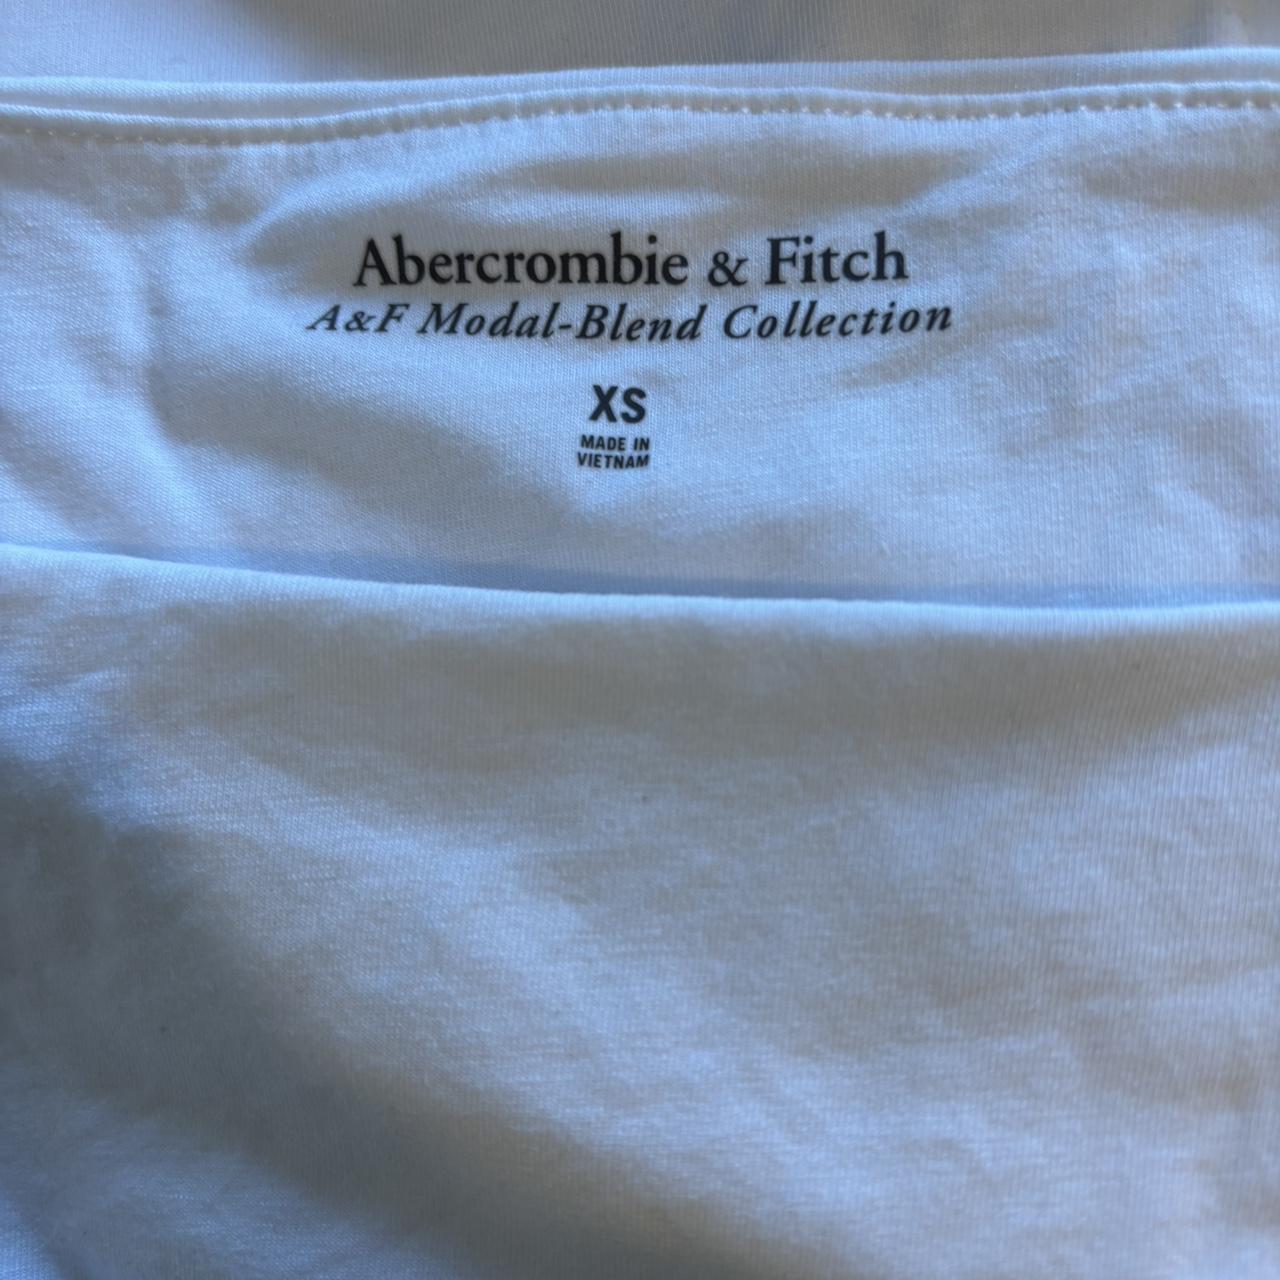 Abercrombie & Fitch
A&F Modal-Blend Collection
XS
MADE IN
VIETNAM